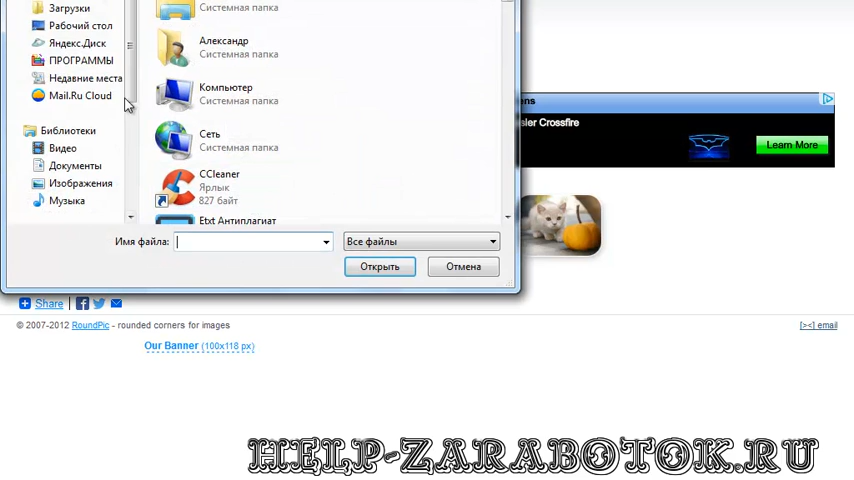 Загрузки
Рабочий стол
Яндекс.Диск
ПРОГРАММЫ
Недавние места
Mail.Ru Cloud
Библиотеки
Видео
Документы
Изображения
Музыка
Системная папка
Александр
Системная папка
Компьютер
Системная папка
Сеть
Системная папка
CCleaner
Ярлык
827 байт
Etxt Антиплагиат
Имя файла:
Все файлы
Открыть
Отмена
ens
sler Crossfire
Learn More
Share
© 2007-2012 RoundPic - rounded corners for images
[><] email
Our Banner (100x118 px)
HELP-ZARABOTOK.RU